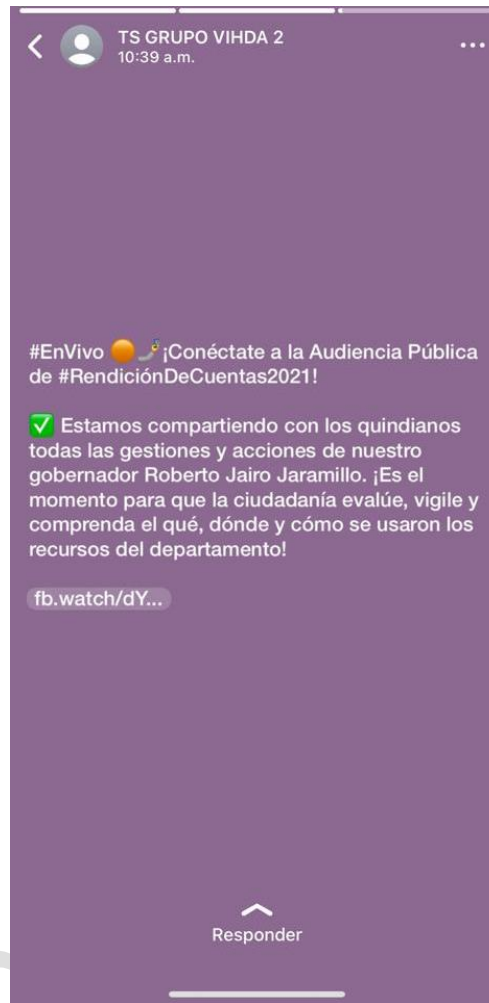 TS GRUPO VIHDA 2
10:39 a.m.
#EnVivo 🟠🤳¡Conéctate a la Audiencia Pública
de #RendiciónDeCuentas2021!
✅ Estamos compartiendo con los quindianos
todas las gestiones y acciones de nuestro
gobernador Roberto Jairo Jaramillo. ¡Es el
momento para que la ciudadanía evalúe, vigile y
comprenda el qué, dónde y cómo se usaron los
recursos del departamento!
fb.watch/dY...
Responder